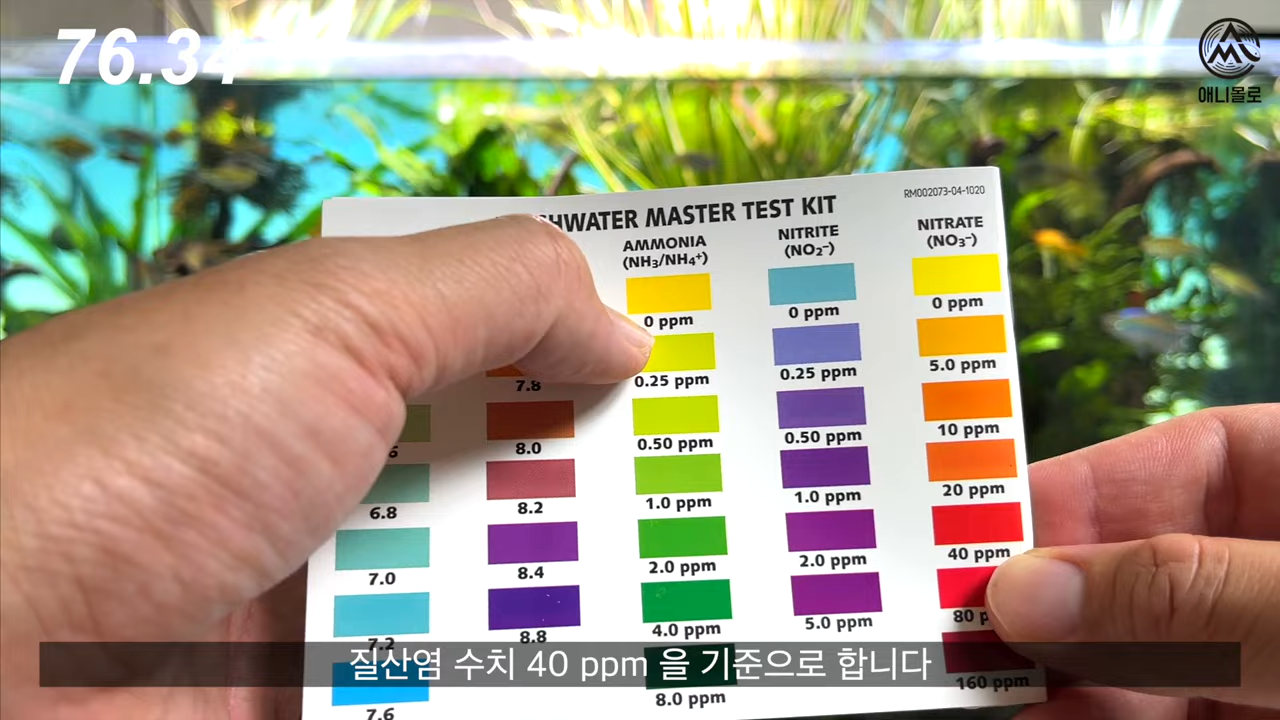 76.34
애니몰로
RM002073-04-1020
SHWATER MASTER TEST KIT
AMMONIA
(NH₃/NH₄⁺)
NITRITE
(NO₂⁻)
NITRATE
(NO₃⁻)
0 ppm
0 ppm
0 ppm
7.8
0.25 ppm
0.25 ppm
5.0 ppm
8.0
0.50 ppm
0.50 ppm
10 ppm
6.8
8.2
1.0 ppm
1.0 ppm
20 ppm
7.0
8.4
2.0 ppm
2.0 ppm
40 ppm
7.2
8.8
4.0 ppm
5.0 ppm
80 p
7.6
8.0 ppm
160 ppm
질산염 수치 40 ppm 을 기준으로 합니다